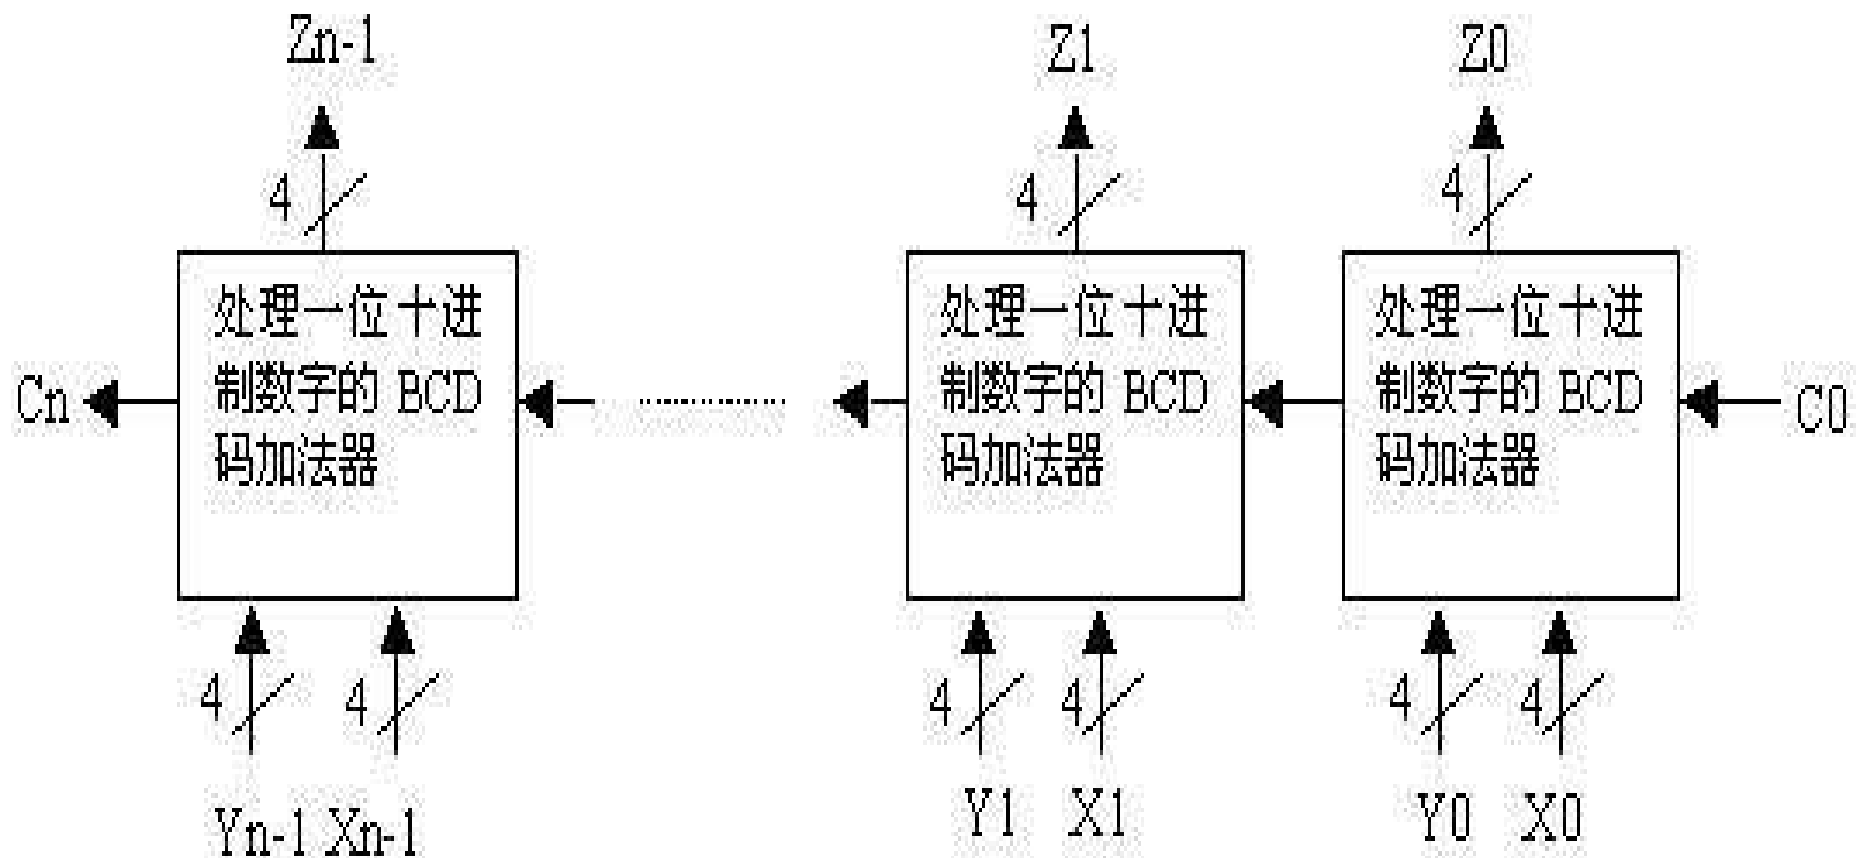 Zn-1
Z1
Z0
4
4
4
处理一位十进
制数字的 BCD
码加法器
处理一位十进
制数字的 BCD
码加法器
处理一位十进
制数字的 BCD
码加法器
Cn
C0
4
4
4
4
4
4
Yn-1 Xn-1
Y1 X1
Y0 X0